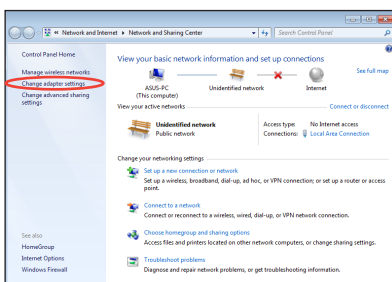 « Network and Internet ▸ Network and Sharing Center
Search Control Panel
Control Panel Home
Manage wireless networks
Change adapter settings
Change advanced sharing
settings
See also
HomeGroup
Internet Options
Windows Firewall
View your basic network information and set up connections
See full map
ASUS-PC
(This computer)
Unidentified network
Internet
View your active networks
Connect or disconnect
Unidentified network
Public network
Access type: No Internet access
Connections: Local Area Connection
Change your networking settings
Set up a new connection or network
Set up a wireless, broadband, dial-up, ad hoc, or VPN connection; or set up a router or access
point.
Connect to a network
Connect or reconnect to a wireless, wired, dial-up, or VPN network connection.
Choose homegroup and sharing options
Access files and printers located on other network computers, or change sharing settings.
Troubleshoot problems
Diagnose and repair network problems, or get troubleshooting information.